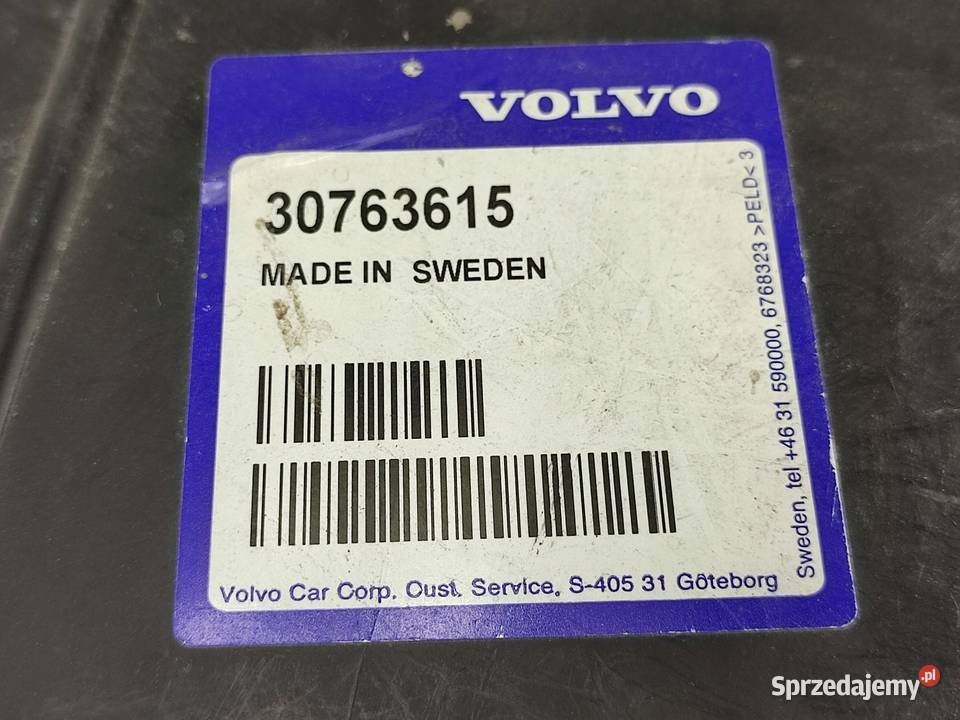 VOLVO
30763615
MADE IN SWEDEN
Volvo Car Corp. Cust. Service, S-405 31 Göteborg
Sweden, tel +46 31 590000, 6768323 >PELD< 3
Sprzedajemy.pl